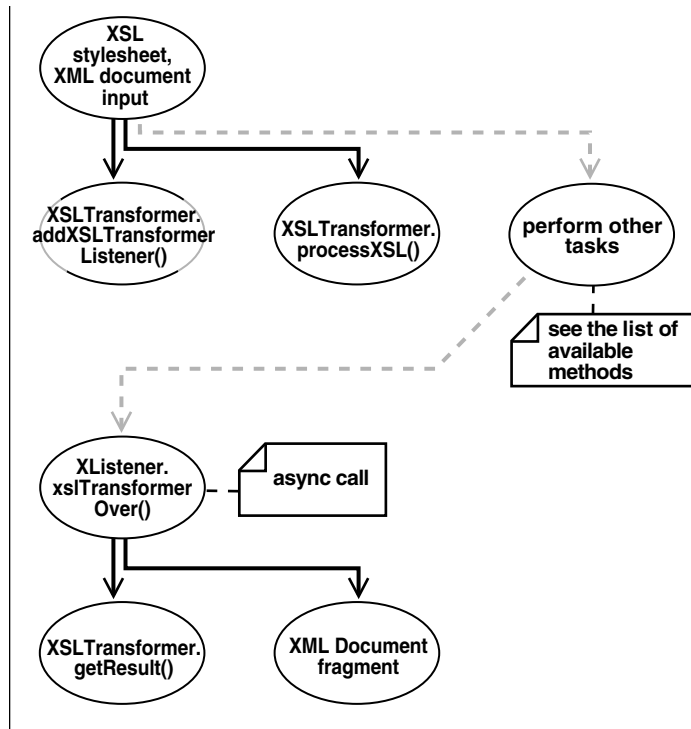 XSL
stylesheet,
XML document
input
XSLTransformer.
addXSLTransformer
Listener()
XSLTransformer.
processXSL()
perform other
tasks
see the list of
available
methods
XListener.
xslTransformer
Over()
async call
XSLTransformer.
getResult()
XML Document
fragment